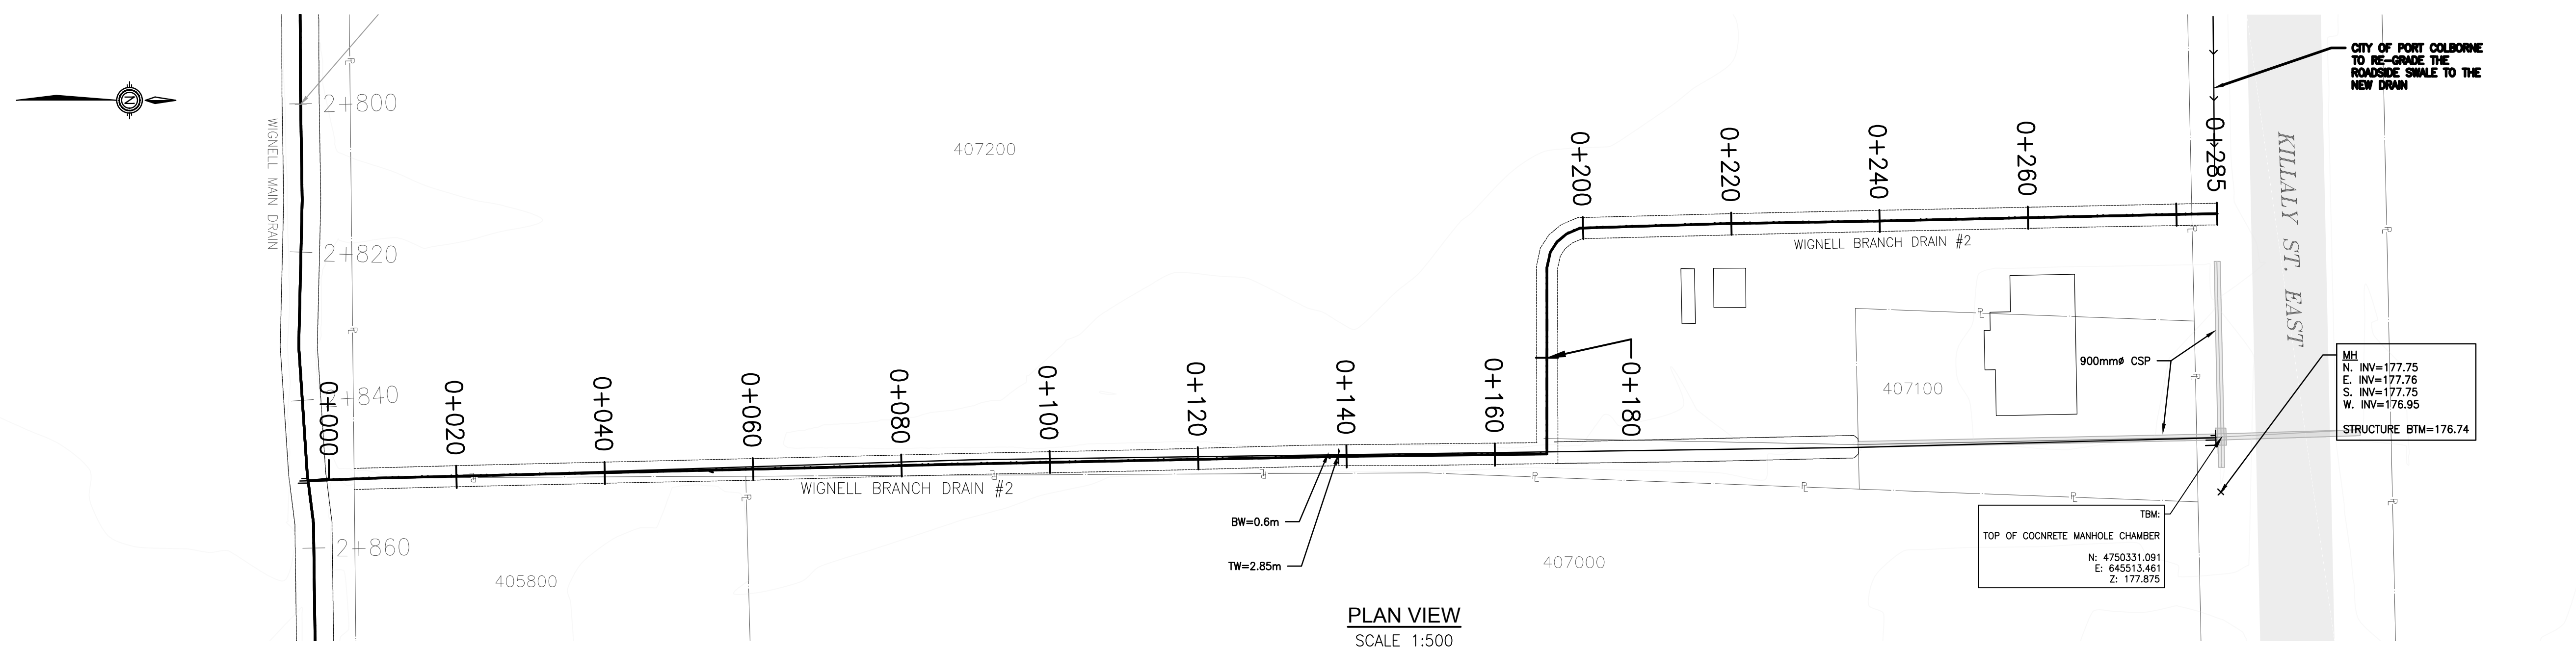 N
WIGNELL MAIN DRAIN
2+800
2+820
2+840
2+860
407200
0+000
0+020
0+040
0+060
0+080
0+100
0+120
0+140
0+160
0+180
0+200
0+220
0+240
0+260
0+285
WIGNELL BRANCH DRAIN #2
WIGNELL BRANCH DRAIN #2
CITY OF PORT COLBORNE
TO RE-GRADE THE
ROADSIDE SWALE TO THE
NEW DRAIN
KILLALY ST. EAST
900mmø CSP
407100
MH
N. INV=177.75
E. INV=177.76
S. INV=177.75
W. INV=176.95
STRUCTURE BTM=176.74
BW=0.6m
TW=2.85m
405800
407000
TBM:
TOP OF COCNRETE MANHOLE CHAMBER
N: 4750331.091
E: 645513.461
Z: 177.875
PLAN VIEW
SCALE 1:500